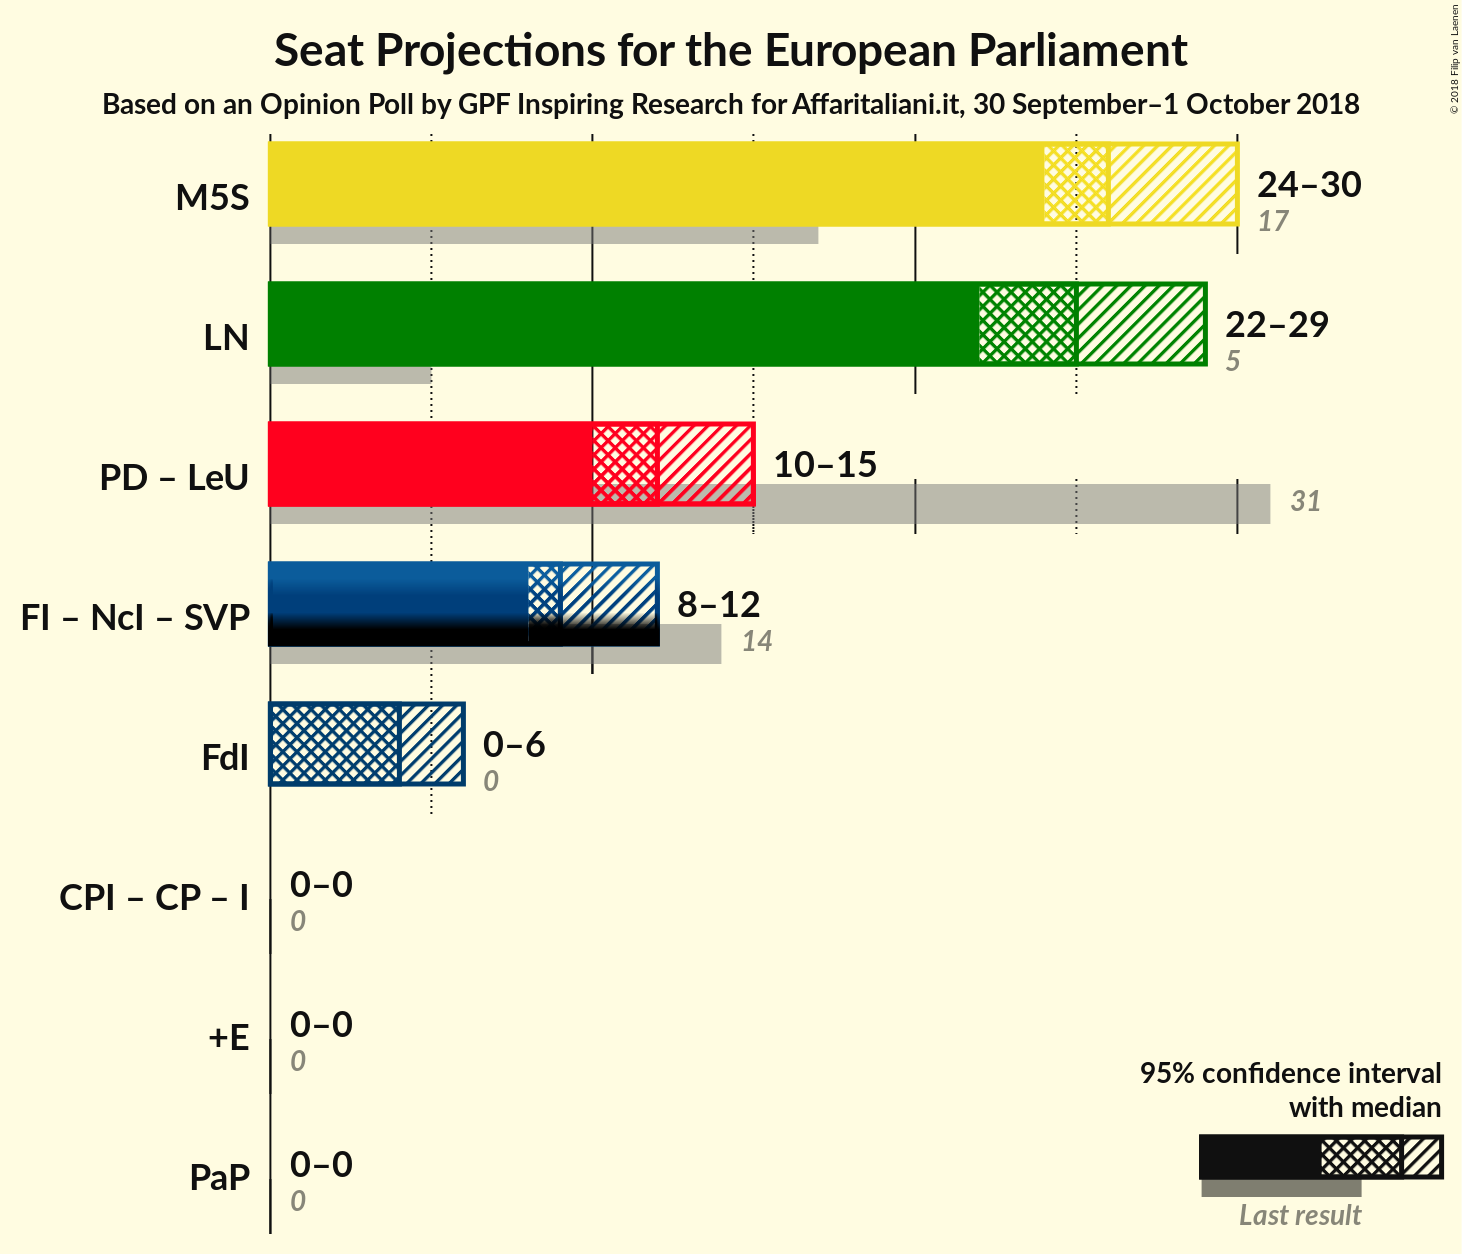 Seat Projections for the European Parliament
Based on an Opinion Poll by GPF Inspiring Research for Affaritaliani.it, 30 September–1 October 2018
© 2018 Filip van Laenen
M5S
24–30
17
LN
22–29
5
PD – LeU
10–15
31
FI – NcI – SVP
8–12
14
FdI
0–6
0
CPI – CP – I
0–0
0
+E
0–0
0
PaP
0–0
0
95% confidence interval
with median
Last result